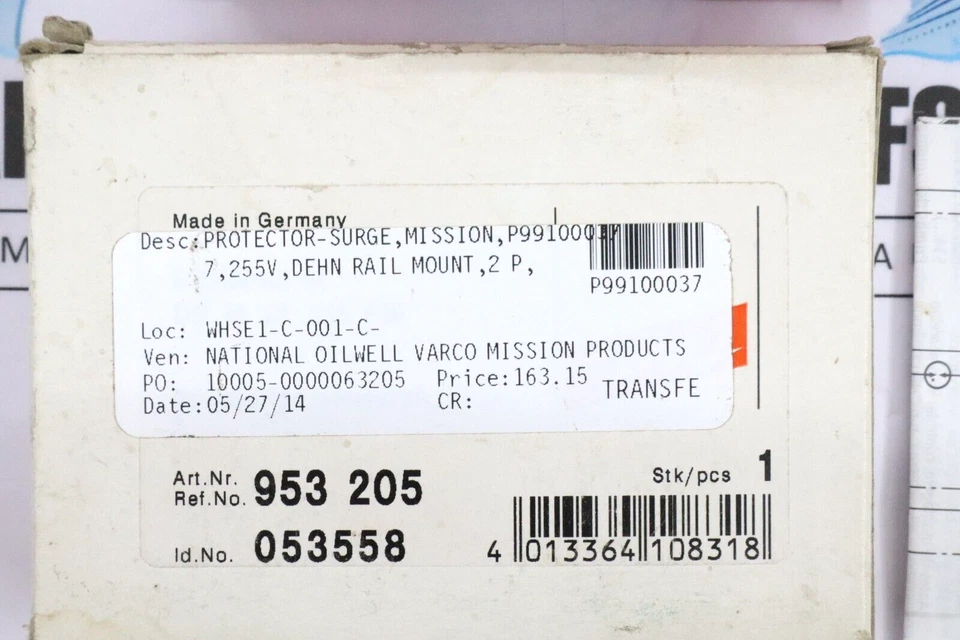 Made in Germany
Desc:PROTECTOR-SURGE,MISSION,P99100037
7,255V,DEHN RAIL MOUNT,2 P,
P99100037
Loc: WHSE1-C-001-C-
Ven: NATIONAL OILWELL VARCO MISSION PRODUCTS
PO: 10005-0000063205 Price:163.15 TRANSFE
Date:05/27/14 CR:
Art.Nr.
Ref.No. 953 205
Stk/pcs 1
Id.No. 053558
4 013364 108318